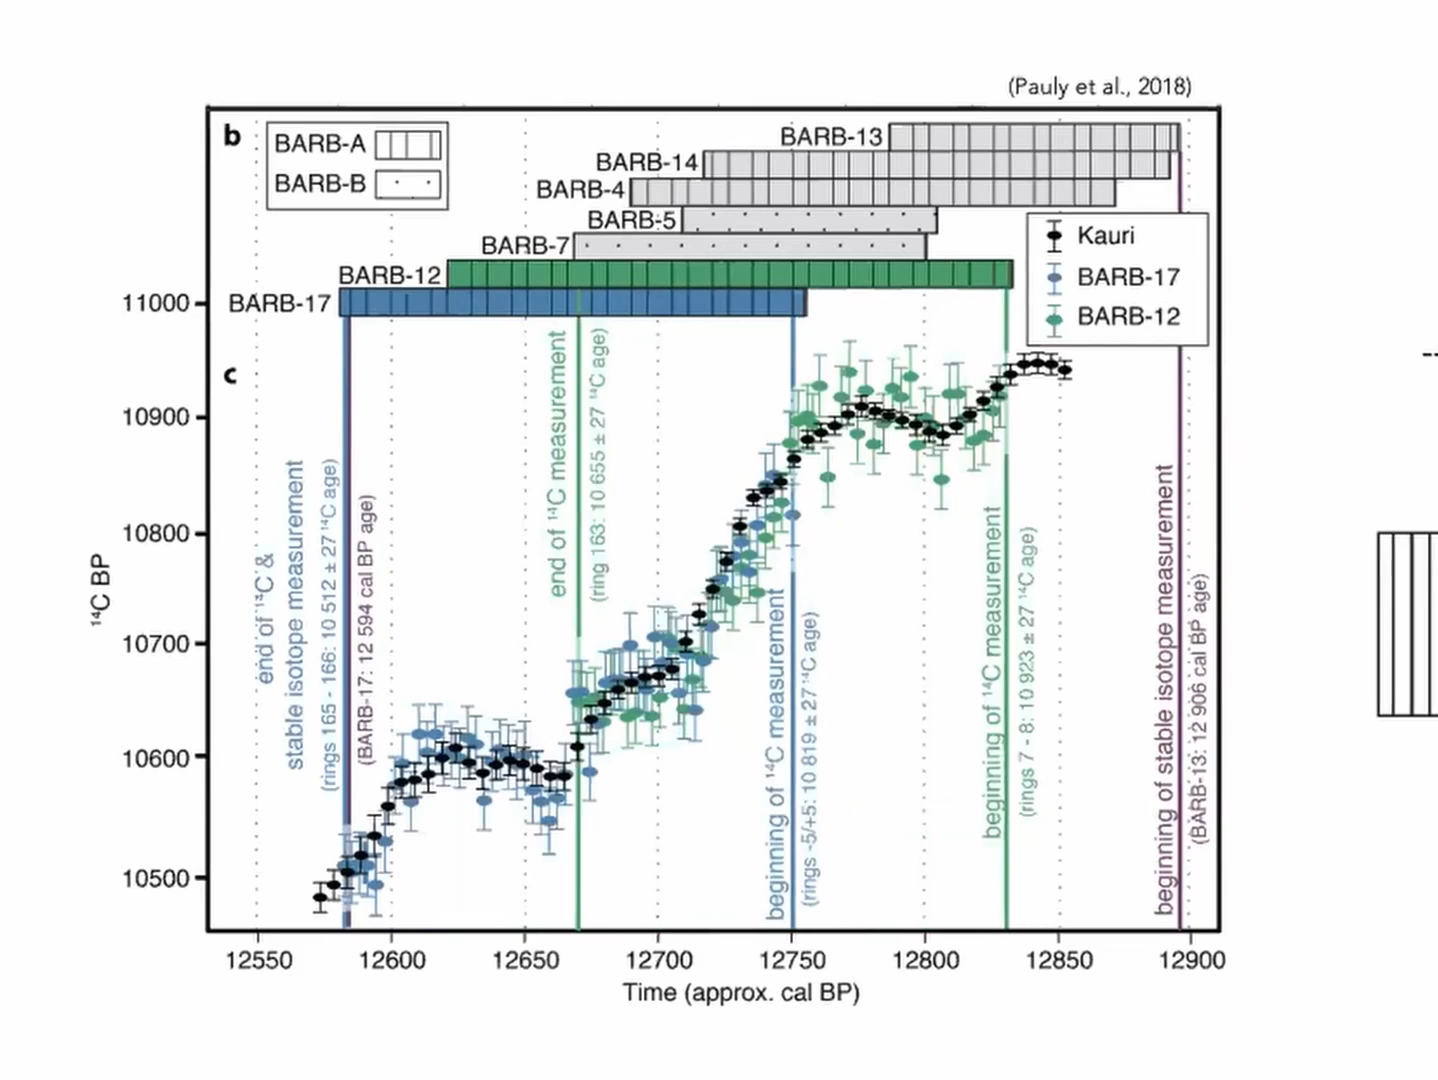 (Pauly et al., 2018)
b
BARB-A
BARB-B
BARB-13
BARB-14
BARB-4
BARB-5
BARB-7
BARB-12
BARB-17
Kauri
BARB-17
BARB-12
c
11000
10900
10800
10700
10600
10500
¹⁴C BP
end of ¹⁴C &
stable isotope measurement
(rings 165 - 166: 10 512 ± 27 ¹⁴C age)
(BARB-17: 12 594 cal BP age)
end of ¹⁴C measurement
(ring 163: 10 655 ± 27 ¹⁴C age)
beginning of ¹⁴C measurement
(rings -5/+5: 10 819 ± 27 ¹⁴C age)
beginning of ¹⁴C measurement
(rings 7 - 8: 10 923 ± 27 ¹⁴C age)
beginning of stable isotope measurement
(BARB-13: 12 906 cal BP age)
12550 12600 12650 12700 12750 12800 12850 12900
Time (approx. cal BP)